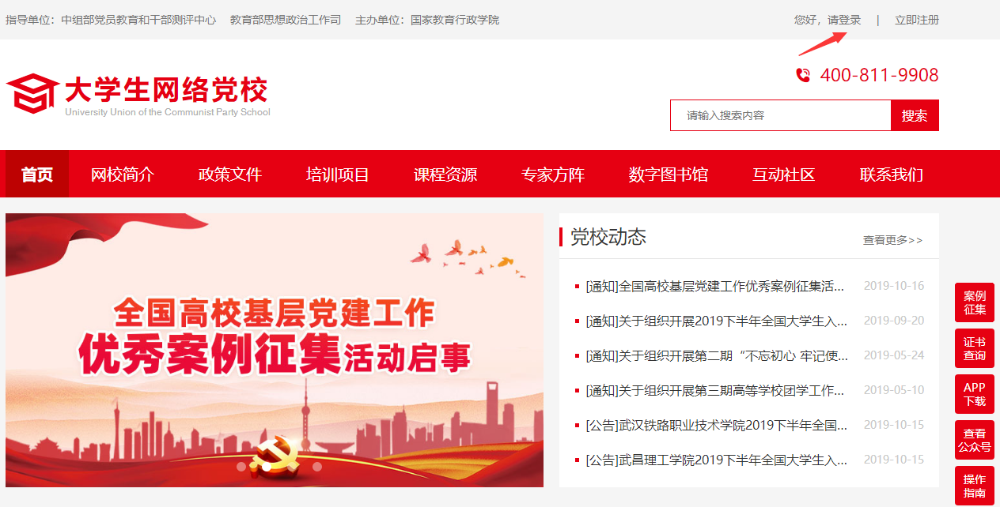 指导单位：中组部党员教育和干部测评中心 教育部思想政治工作司 主办单位：国家教育行政学院
您好，请登录 | 立即注册
大学生网络党校
University Union of the Communist Party School
400-811-9908
请输入搜索内容 搜索
首页 网校简介 政策文件 培训项目 课程资源 专家方阵 数字图书馆 互动社区 联系我们
全国高校基层党建工作
优秀案例征集活动启事
党校动态 查看更多>>
[通知]全国高校基层党建工作优秀案例征集活... 2019-10-16
[通知]关于组织开展2019下半年全国大学生入... 2019-09-20
[通知]关于组织开展第二期“不忘初心 牢记使... 2019-05-24
[通知]关于组织开展第三期高等学校团学工作... 2019-05-10
[公告]武汉铁路职业技术学院2019下半年全国... 2019-10-15
[公告]武昌理工学院2019下半年全国大学生入... 2019-10-15
案例
征集
证书
查询
APP
下载
查看
公众号
操作
指南